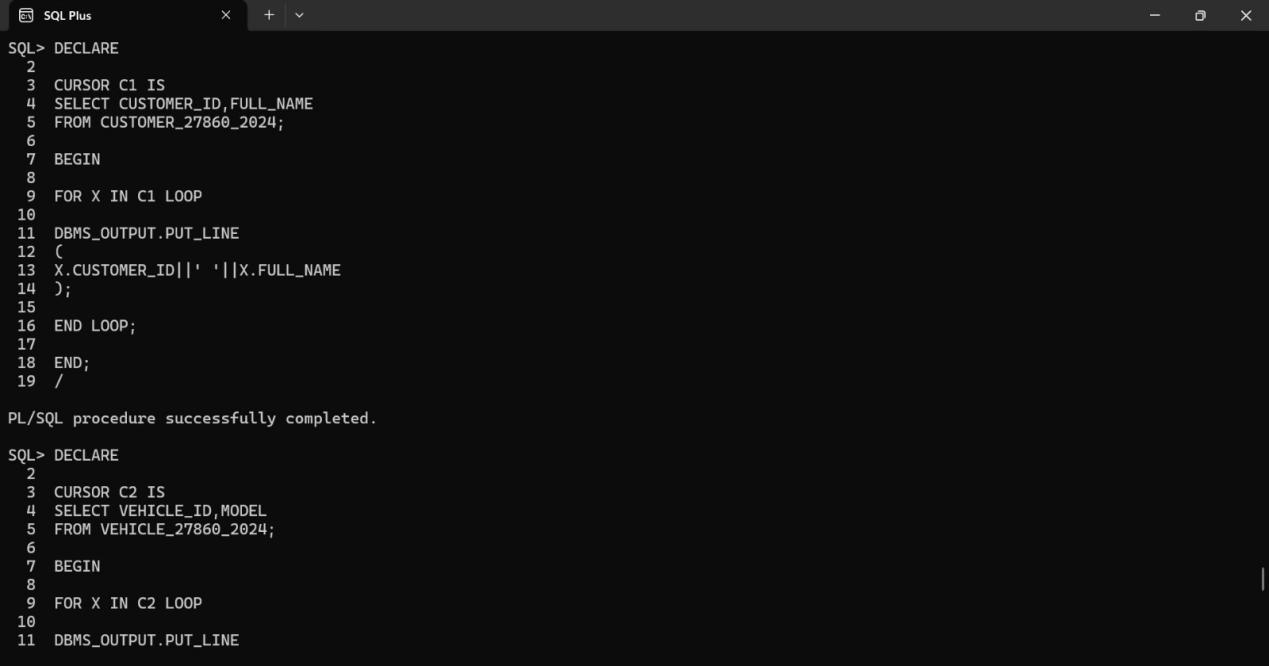 SQL Plus
SQL> DECLARE
2
3 CURSOR C1 IS
4 SELECT CUSTOMER_ID,FULL_NAME
5 FROM CUSTOMER_27860_2024;
6
7 BEGIN
8
9 FOR X IN C1 LOOP
10
11 DBMS_OUTPUT.PUT_LINE
12 (
13 X.CUSTOMER_ID||' '||X.FULL_NAME
14 );
15
16 END LOOP;
17
18 END;
19 /
PL/SQL procedure successfully completed.
SQL> DECLARE
2
3 CURSOR C2 IS
4 SELECT VEHICLE_ID,MODEL
5 FROM VEHICLE_27860_2024;
6
7 BEGIN
8
9 FOR X IN C2 LOOP
10
11 DBMS_OUTPUT.PUT_LINE